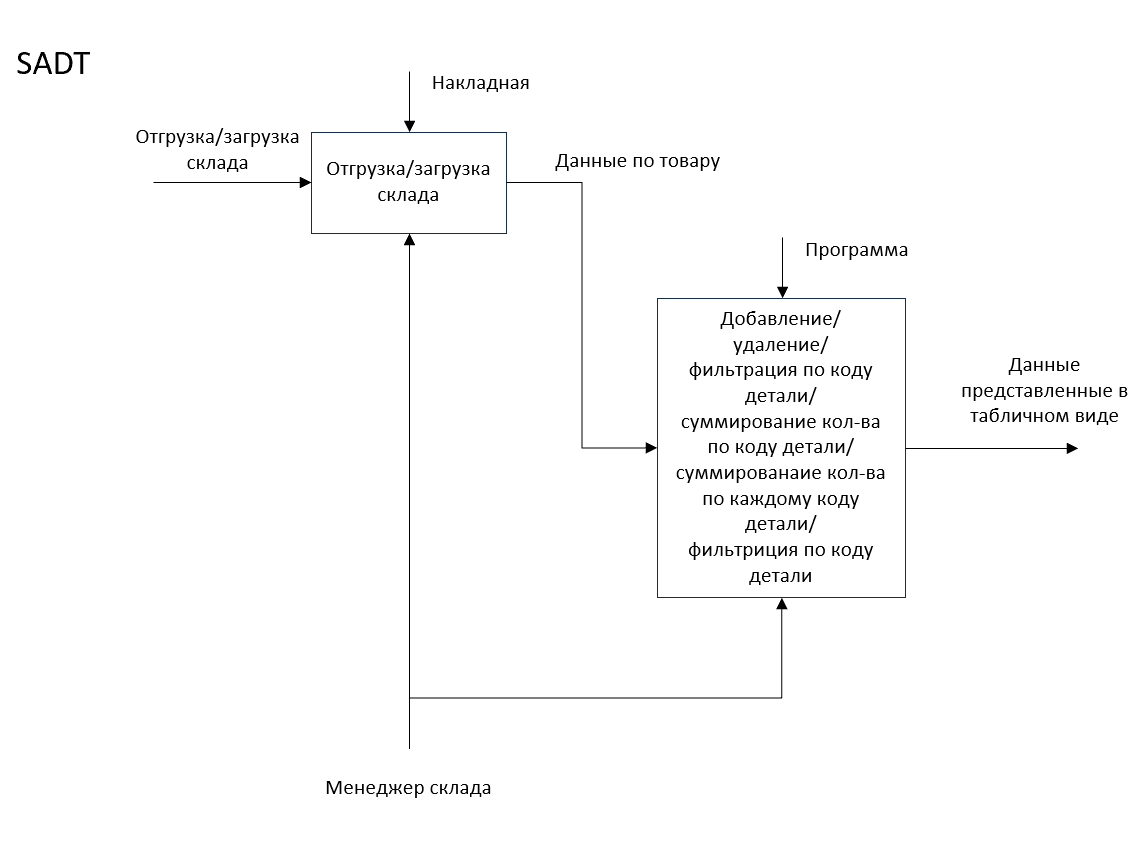 SADT
Накладная
Отгрузка/загрузка
склада
Отгрузка/загрузка
склада
Данные по товару
Программа
Добавление/
удаление/
фильтрация по коду
детали/
суммирование кол-ва
по коду детали/
суммированаие кол-ва
по каждому коду
детали/
фильтриция по коду
детали
Данные
представленные в
табличном виде
Менеджер склада